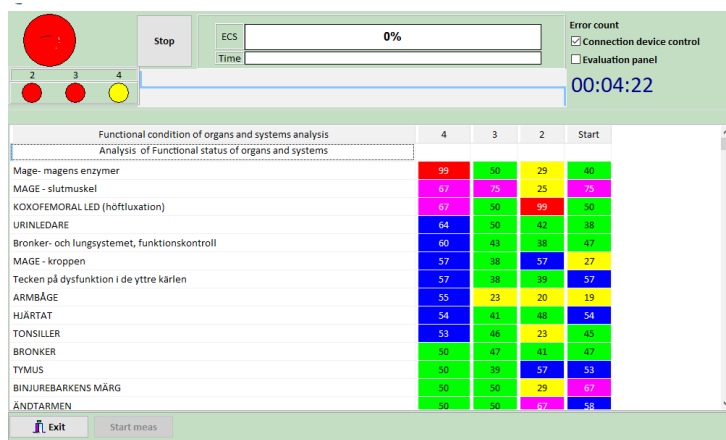 Error count
Stop
ECS 0%
Connection device control
Time
Evaluation panel
2 3 4
00:04:22
Functional condition of organs and systems analysis 4 3 2 Start
Analysis of Functional status of organs and systems
Mage- magens enzymer 99 50 29 40
MAGE - slutmuskel 67 75 25 75
KOXOFEMORAL LED (höftluxation) 67 50 99 50
URINLEDARE 64 50 42 38
Bronker- och lungsystemet, funktionskontroll 60 43 38 47
MAGE - kroppen 57 38 57 27
Tecken på dysfunktion i de yttre kärlen 57 38 39 57
ARMBÅGE 55 23 20 19
HJÄRTAT 54 41 48 54
TONSILLER 53 46 23 45
BRONKER 50 47 41 47
TYMUS 50 39 57 53
BINJUREBARKENS MÄRG 50 50 29 67
ÄNDTARMEN 50 50 67 58
Exit Start meas